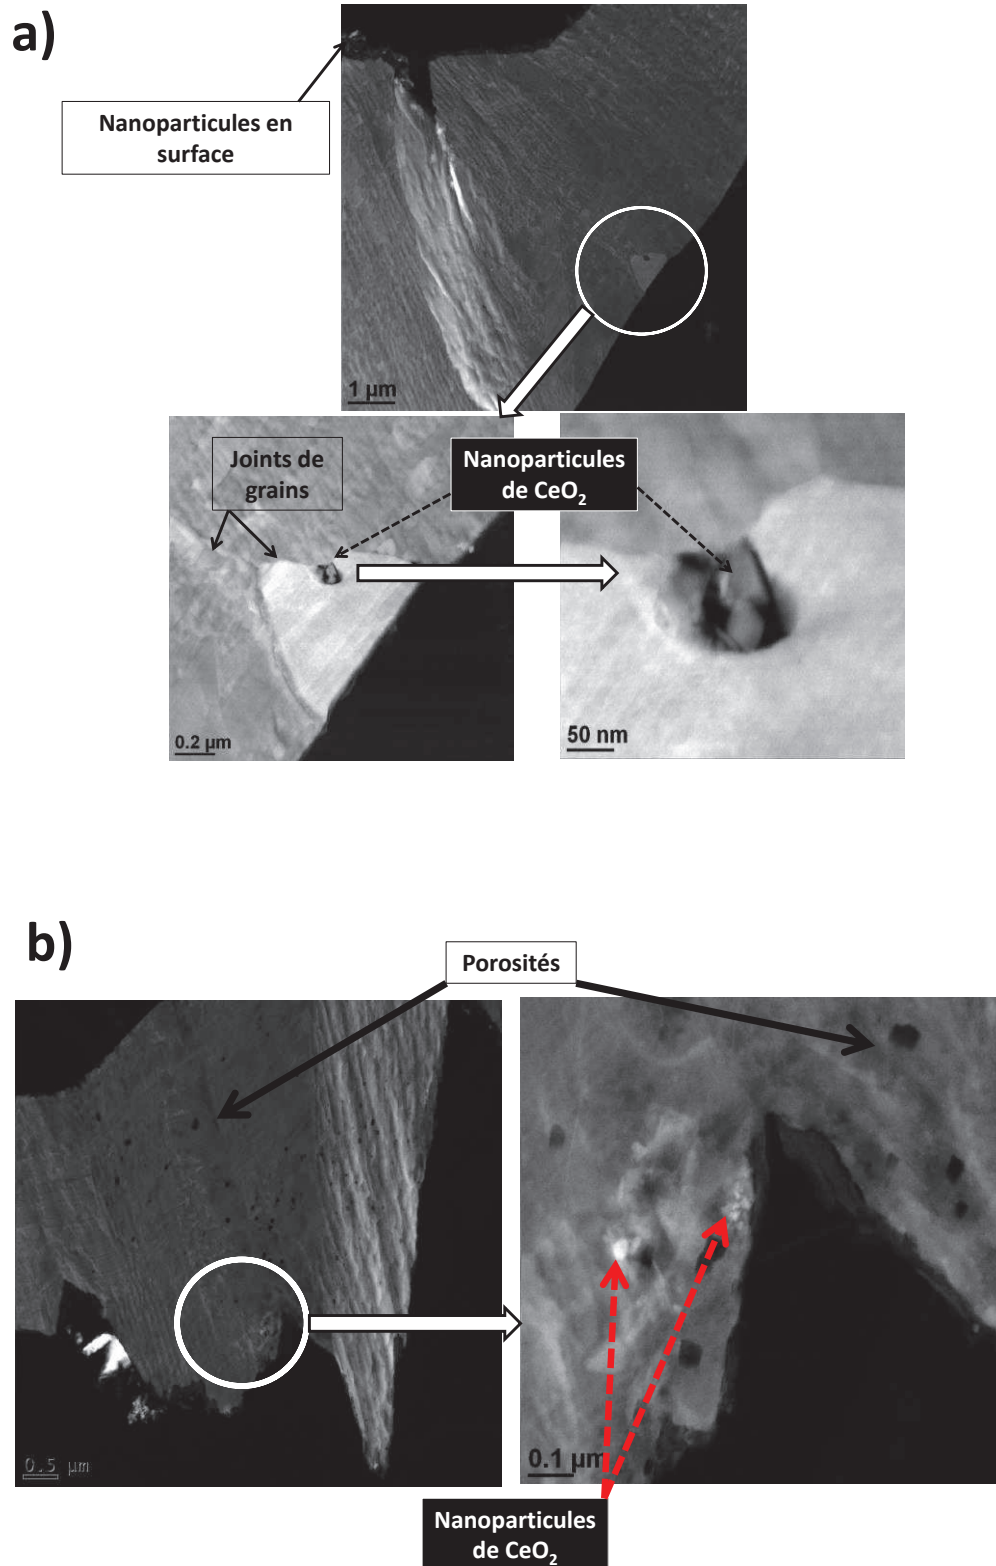 a)
Nanoparticules en
surface
1 μm
Joints de
grains
Nanoparticules
de CeO₂
0.2 μm
50 nm
b)
Porosités
0.5 μm
0.1 μm
Nanoparticules
de CeO₂